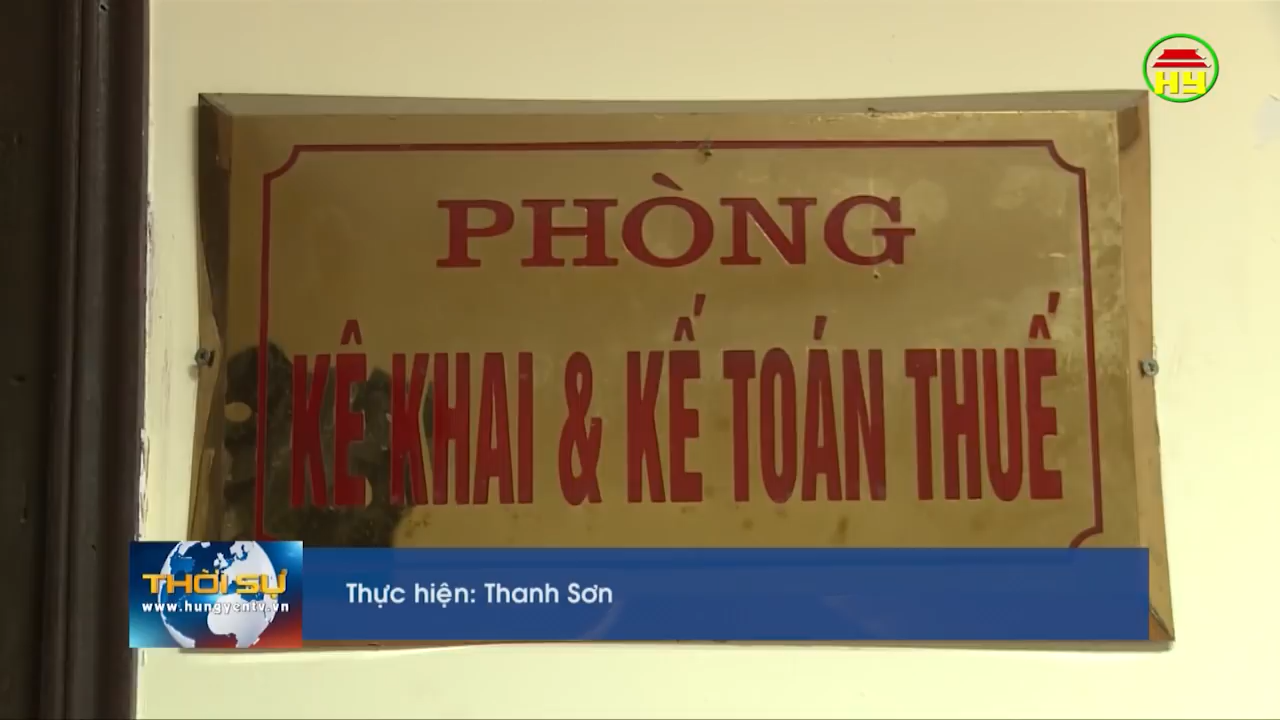 HY
PHÒNG
KÊ KHAI & KẾ TOÁN THUẾ
THỜI SỰ
www.hungyentv.vn
Thực hiện: Thanh Sơn